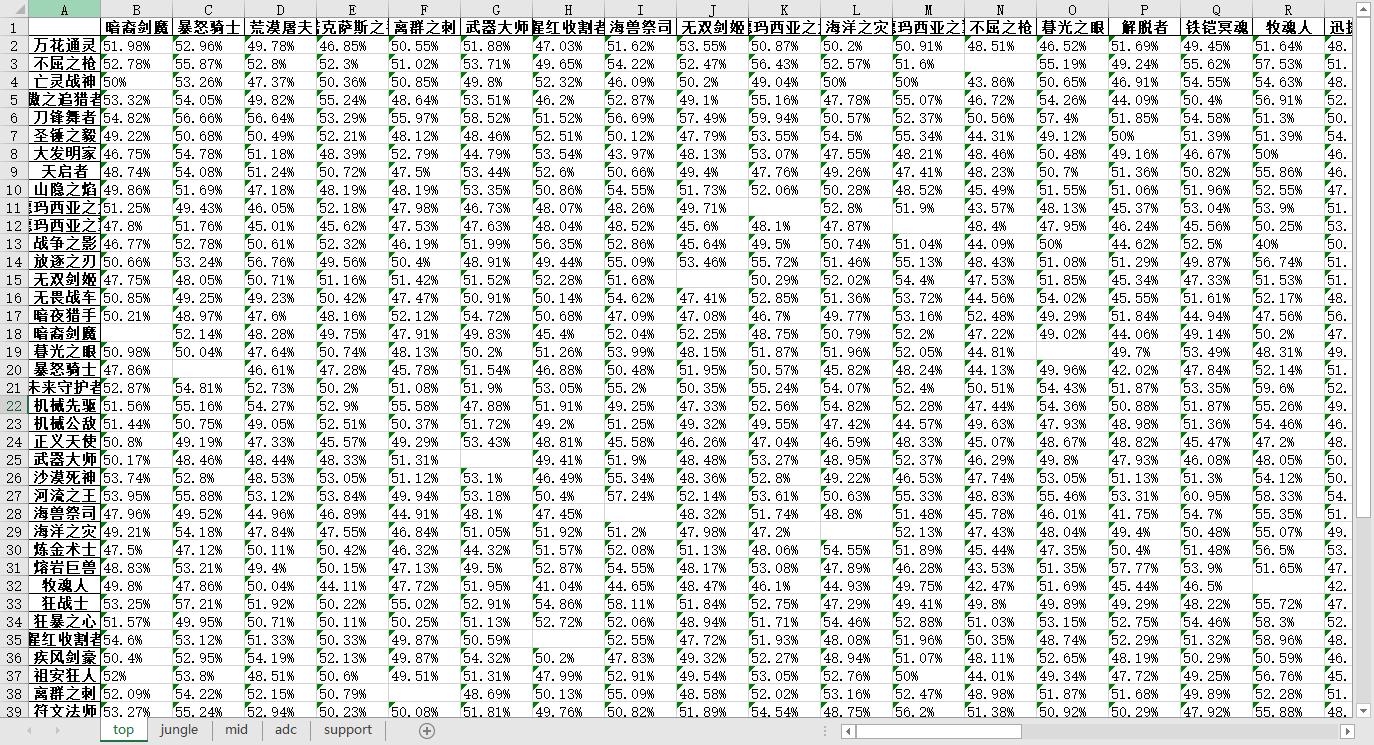 A B C D E F G H I J K L M N O P Q R
1 暗裔剑魔 暴怒骑士 荒漠屠夫 克萨斯之 离群之刺 武器大师 猩红收割者 海兽祭司 无双剑姬 玛西亚之 海洋之灾 玛西亚之 不屈之枪 暮光之眼 解脱者 铁铠冥魂 牧魂人 迅
2 万花通灵 51.98% 52.96% 49.78% 46.85% 50.55% 51.88% 47.03% 51.62% 53.55% 50.87% 50.2% 50.91% 48.51% 46.52% 51.69% 49.45% 51.64% 48.
3 不屈之枪 52.78% 55.87% 52.8% 52.3% 51.02% 53.71% 49.65% 54.22% 52.47% 56.43% 52.57% 51.6% 55.19% 49.24% 55.62% 57.53% 51.
4 亡灵战神 50% 53.26% 47.37% 50.36% 50.85% 49.8% 52.32% 46.09% 50.2% 49.04% 50% 50% 43.86% 50.65% 46.91% 54.55% 54.63% 48.
5 傲之追猎者 53.32% 54.05% 49.82% 55.24% 48.64% 53.51% 46.2% 52.87% 49.1% 55.16% 47.78% 55.07% 46.72% 54.26% 44.09% 50.4% 56.91% 52.
6 刀锋舞者 54.82% 56.66% 56.64% 53.29% 55.97% 58.52% 51.52% 56.69% 57.49% 59.94% 50.57% 52.37% 50.56% 57.4% 51.85% 54.58% 51.3% 50.
7 圣锤之毅 49.22% 50.68% 50.49% 52.21% 48.12% 48.46% 52.51% 50.12% 47.79% 53.55% 54.5% 55.34% 44.31% 49.12% 50% 51.39% 51.39% 54.
8 大发明家 46.75% 54.78% 51.18% 48.39% 52.79% 44.79% 53.54% 43.97% 48.13% 53.07% 47.55% 48.21% 48.46% 50.48% 49.16% 46.67% 50% 46.
9 天启者 48.74% 54.08% 51.24% 50.72% 47.5% 53.44% 52.6% 50.66% 49.4% 47.76% 49.26% 47.41% 48.23% 50.7% 51.36% 50.82% 55.86% 46.
10 山隐之焰 49.86% 51.69% 47.18% 48.19% 48.19% 53.35% 50.86% 54.55% 51.73% 52.06% 50.28% 48.52% 45.49% 51.55% 51.06% 51.96% 52.55% 47.
11 玛西亚之 51.25% 49.43% 46.05% 52.18% 47.98% 46.73% 48.07% 48.26% 49.71% 52.8% 51.9% 43.57% 48.13% 45.37% 53.04% 53.9% 51.
12 玛西亚之 47.8% 51.76% 45.01% 45.62% 47.53% 47.63% 48.04% 48.52% 45.6% 48.1% 47.87% 48.4% 47.95% 46.24% 45.56% 50.25% 53.
13 战争之影 46.77% 52.78% 50.61% 52.32% 46.19% 51.99% 56.35% 52.86% 45.64% 49.5% 50.74% 51.04% 44.09% 50% 44.62% 52.5% 40% 50.
14 放逐之刃 50.66% 53.24% 56.76% 49.56% 50.4% 48.91% 49.44% 55.09% 53.46% 55.72% 51.46% 55.13% 48.43% 51.08% 51.29% 49.87% 56.74% 51.
15 无双剑姬 47.75% 48.05% 50.71% 51.16% 51.42% 51.52% 52.28% 51.68% 50.29% 52.02% 54.4% 47.53% 51.85% 45.34% 47.33% 51.53% 51.
16 无畏战车 50.85% 49.25% 49.23% 50.42% 47.47% 50.91% 50.14% 54.62% 47.41% 52.85% 51.36% 53.72% 44.56% 54.02% 45.55% 51.61% 52.17% 48.
17 暗夜猎手 50.21% 48.97% 47.6% 48.16% 52.12% 54.72% 50.68% 47.09% 47.08% 46.7% 49.77% 53.16% 52.48% 49.29% 51.84% 44.94% 47.56% 56.
18 暗裔剑魔 52.14% 48.28% 49.75% 47.91% 49.83% 45.4% 52.04% 52.25% 48.75% 50.79% 52.2% 47.22% 49.02% 44.06% 49.14% 50.2% 47.
19 暮光之眼 50.98% 50.04% 47.64% 50.74% 48.13% 50.2% 51.26% 53.99% 48.15% 51.87% 51.96% 52.05% 44.81% 49.7% 53.49% 48.31% 49.
20 暴怒骑士 47.86% 46.61% 47.28% 45.78% 51.54% 46.88% 50.48% 51.95% 50.57% 45.82% 48.24% 44.13% 49.96% 42.02% 47.84% 52.14% 51.
21 未来守护者 52.87% 54.81% 52.73% 50.2% 51.08% 51.9% 53.05% 55.2% 50.35% 55.24% 54.07% 52.4% 50.51% 54.43% 51.87% 53.35% 59.6% 52.
22 机械先驱 51.56% 55.16% 54.27% 52.9% 55.58% 47.88% 51.91% 49.25% 47.33% 52.56% 54.82% 52.28% 47.44% 54.36% 50.88% 51.87% 55.26% 49.
23 机械公敌 51.44% 50.75% 49.05% 52.51% 50.37% 51.72% 49.2% 51.25% 49.32% 49.55% 47.42% 44.57% 49.63% 47.93% 48.98% 51.36% 54.46% 46.
24 正义天使 50.8% 49.19% 47.33% 45.57% 49.29% 53.43% 48.81% 45.58% 46.26% 47.04% 46.59% 48.33% 45.07% 48.67% 48.82% 45.47% 47.2% 48.
25 武器大师 50.17% 48.46% 48.44% 48.33% 51.31% 49.41% 51.9% 48.48% 53.27% 48.95% 52.37% 46.29% 49.8% 47.93% 46.08% 48.05% 50.
26 沙漠死神 53.74% 52.8% 48.53% 53.05% 51.12% 53.1% 46.49% 55.34% 48.36% 52.8% 49.22% 46.53% 47.74% 53.05% 51.13% 51.3% 54.12% 50.
27 河流之王 53.95% 55.88% 53.12% 53.84% 49.94% 53.18% 50.4% 57.24% 52.14% 53.61% 50.63% 55.33% 48.83% 55.46% 53.31% 60.95% 58.33% 54.
28 海兽祭司 47.96% 49.52% 44.96% 46.89% 44.91% 48.1% 47.45% 48.32% 51.74% 48.8% 51.48% 45.78% 46.01% 41.75% 54.7% 55.35% 51.
29 海洋之灾 49.21% 54.18% 47.84% 47.55% 46.84% 51.05% 51.92% 51.2% 47.98% 47.2% 52.13% 47.43% 48.04% 49.4% 50.48% 55.07% 49.
30 炼金术士 47.5% 47.12% 50.11% 50.42% 46.32% 44.32% 51.57% 52.08% 51.13% 48.06% 54.55% 51.89% 45.44% 47.35% 50.4% 51.48% 56.5% 53.
31 熔岩巨兽 48.83% 53.21% 49.4% 50.15% 47.13% 49.5% 52.87% 54.55% 48.17% 53.08% 47.89% 46.28% 43.53% 51.35% 57.77% 53.9% 51.65% 47.
32 牧魂人 49.8% 47.86% 50.04% 44.11% 47.72% 51.95% 41.04% 44.65% 48.47% 46.1% 44.93% 49.75% 42.47% 51.69% 45.44% 46.5% 42.
33 狂战士 53.25% 57.21% 51.92% 50.22% 55.02% 52.91% 54.86% 58.11% 51.84% 52.75% 47.29% 49.41% 49.8% 49.89% 49.29% 48.22% 55.72% 47.
34 狂暴之心 51.57% 49.95% 50.71% 50.11% 50.25% 51.13% 52.72% 52.06% 48.94% 51.71% 54.46% 52.88% 51.03% 53.15% 52.75% 54.46% 58.3% 52.
35 猩红收割者 54.6% 53.12% 51.33% 50.33% 49.87% 50.59% 52.55% 47.72% 51.93% 48.08% 51.96% 50.35% 48.74% 52.29% 51.32% 58.96% 48.
36 疾风剑豪 50.4% 52.95% 54.19% 52.13% 49.87% 54.32% 50.2% 47.83% 49.32% 52.27% 48.94% 51.07% 48.11% 52.65% 48.19% 50.29% 50.59% 46.
37 祖安狂人 52% 53.8% 48.51% 50.6% 49.51% 51.31% 47.99% 52.91% 49.54% 53.05% 52.76% 50% 44.01% 49.34% 47.72% 49.25% 56.76% 45.
38 离群之刺 52.09% 54.22% 52.15% 50.79% 48.69% 50.13% 55.09% 48.58% 52.02% 53.16% 52.47% 48.98% 51.87% 51.68% 49.89% 52.28% 51.
39 符文法师 53.27% 55.24% 52.94% 50.23% 50.08% 51.81% 49.76% 50.82% 51.89% 54.54% 48.75% 56.2% 51.38% 50.92% 50.29% 47.92% 55.88% 48.
top jungle mid adc support